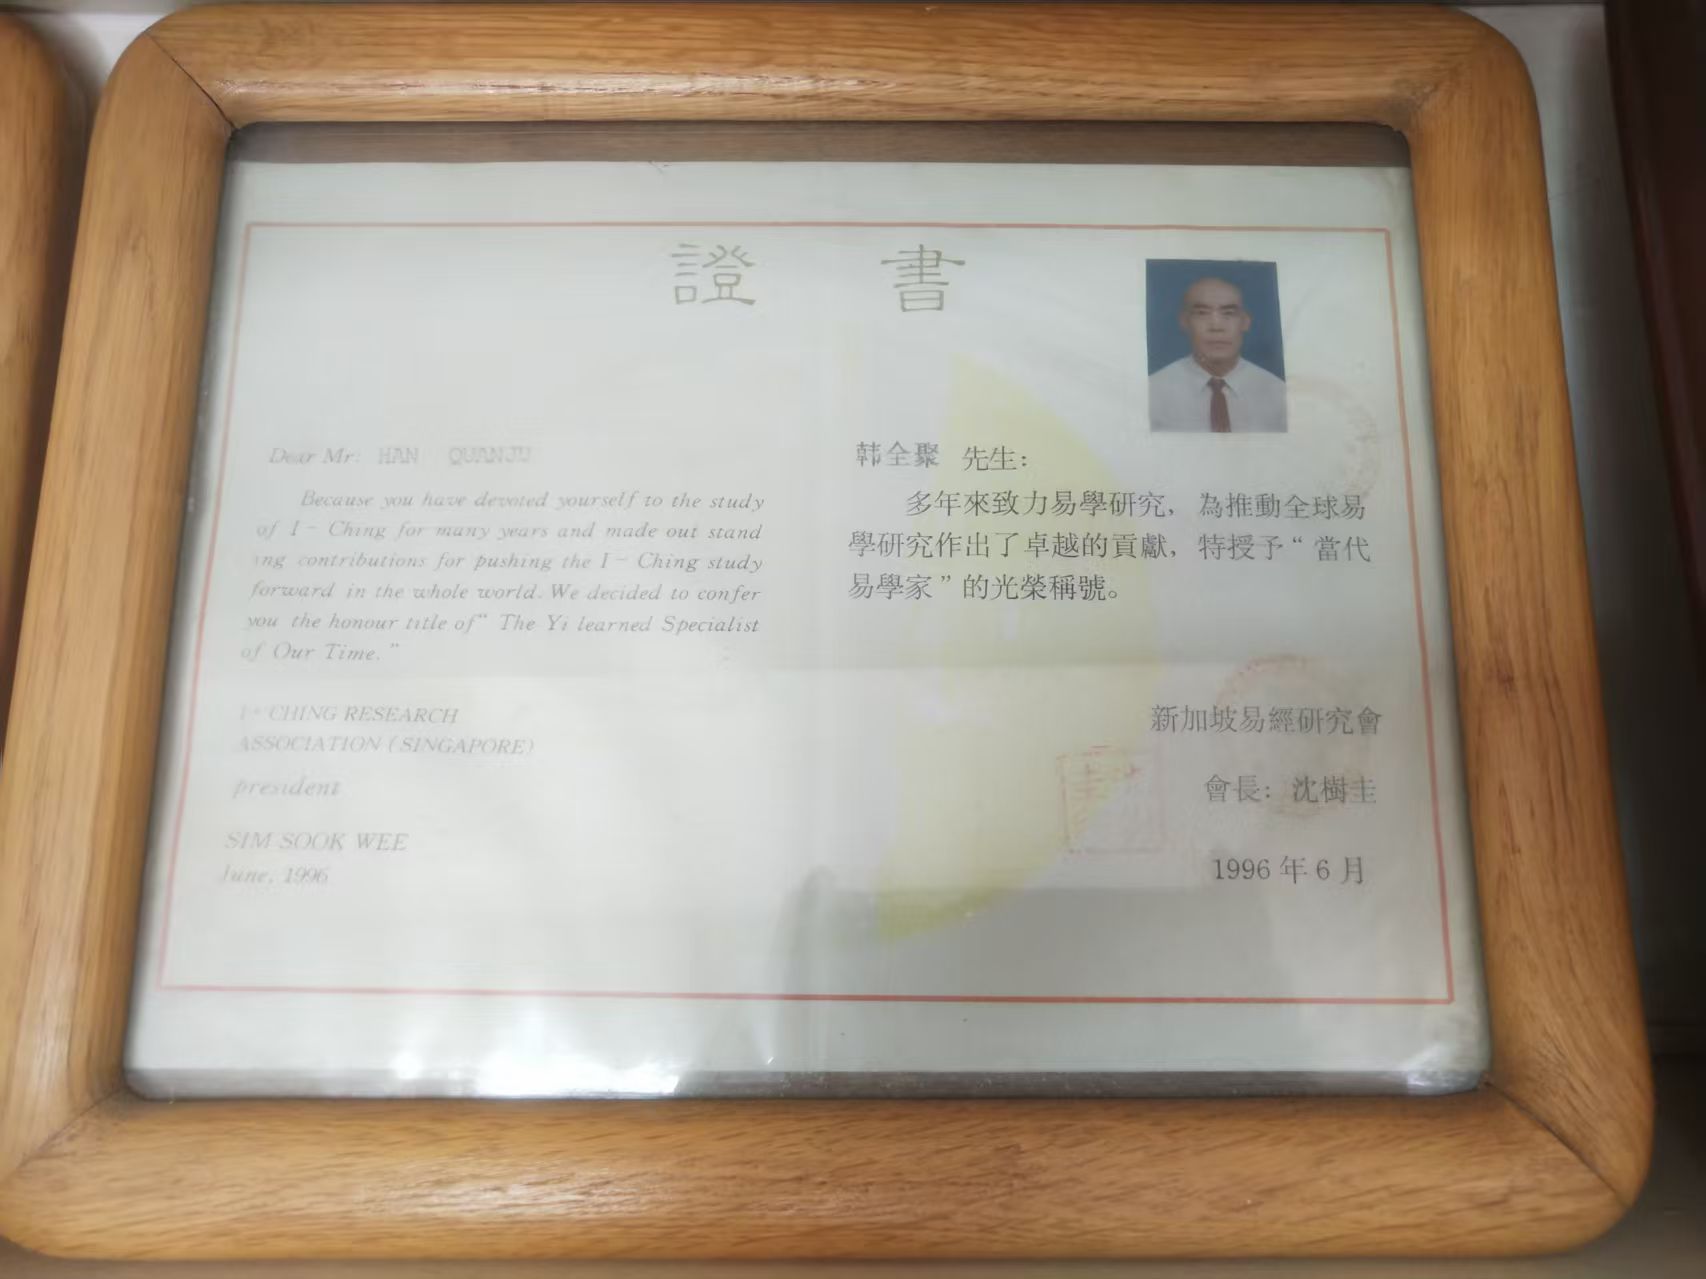 證 書
Dear Mr: HAN QUANJU
Because you have devoted yourself to the study
of I - Ching for many years and made out stand
ing contributions for pushing the I - Ching study
forward in the whole world. We decided to confer
you the honour title of “ The Yi learned Specialist
of Our Time. ”
I - CHING RESEARCH
ASSOCIATION ( SINGAPORE)
president
SIM SOOK WEE
June, 1996
韩全聚 先生:
多年來致力易學研究, 為推動全球易
學研究作出了卓越的貢獻, 特授予“ 當代
易學家 ” 的光榮稱號。
新加坡易經研究會
會長: 沈樹圭
1996 年 6 月